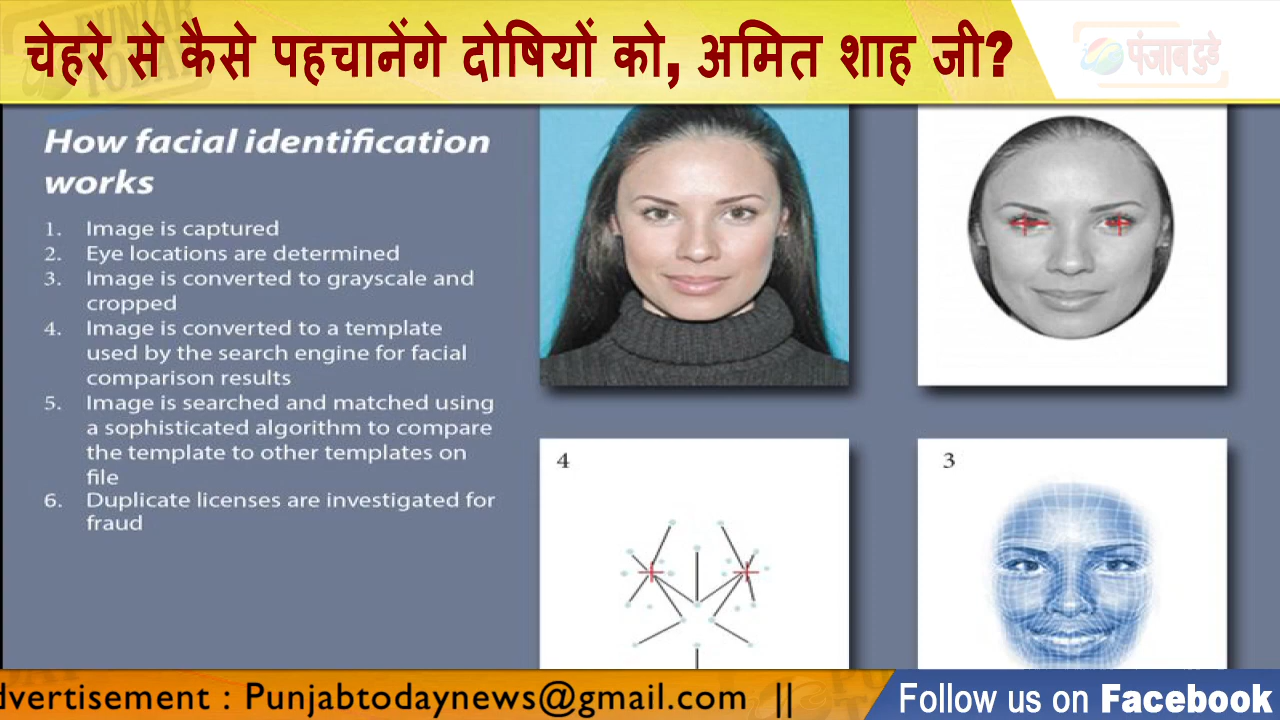 चेहरे से कैसे पहचानेंगे दोषियों को, अमित शाह जी?
पंजाब टुडे
How facial identification
works
1. Image is captured
2. Eye locations are determined
3. Image is converted to grayscale and
cropped
4. Image is converted to a template
used by the search engine for facial
comparison results
5. Image is searched and matched using
a sophisticated algorithm to compare
the template to other templates on
file
6. Duplicate licenses are investigated for
fraud
4
3
dvertisement : Punjabtodaynews@gmail.com ||
Follow us on Facebook